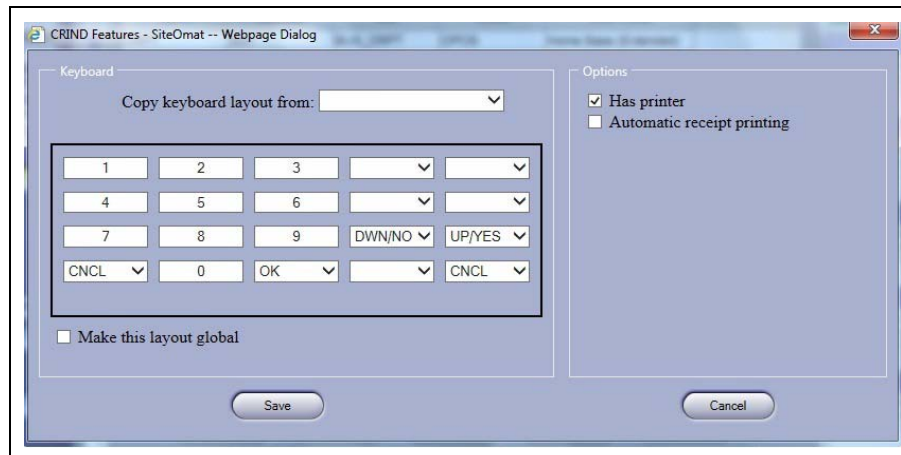 CRIND Features - SiteOmat -- Webpage Dialog
Keyboard
Copy keyboard layout from:
1 2 3
4 5 6
7 8 9 DWN/NO UP/YES
CNCL 0 OK CNCL
Make this layout global
Options
Has printer
Automatic receipt printing
Save
Cancel